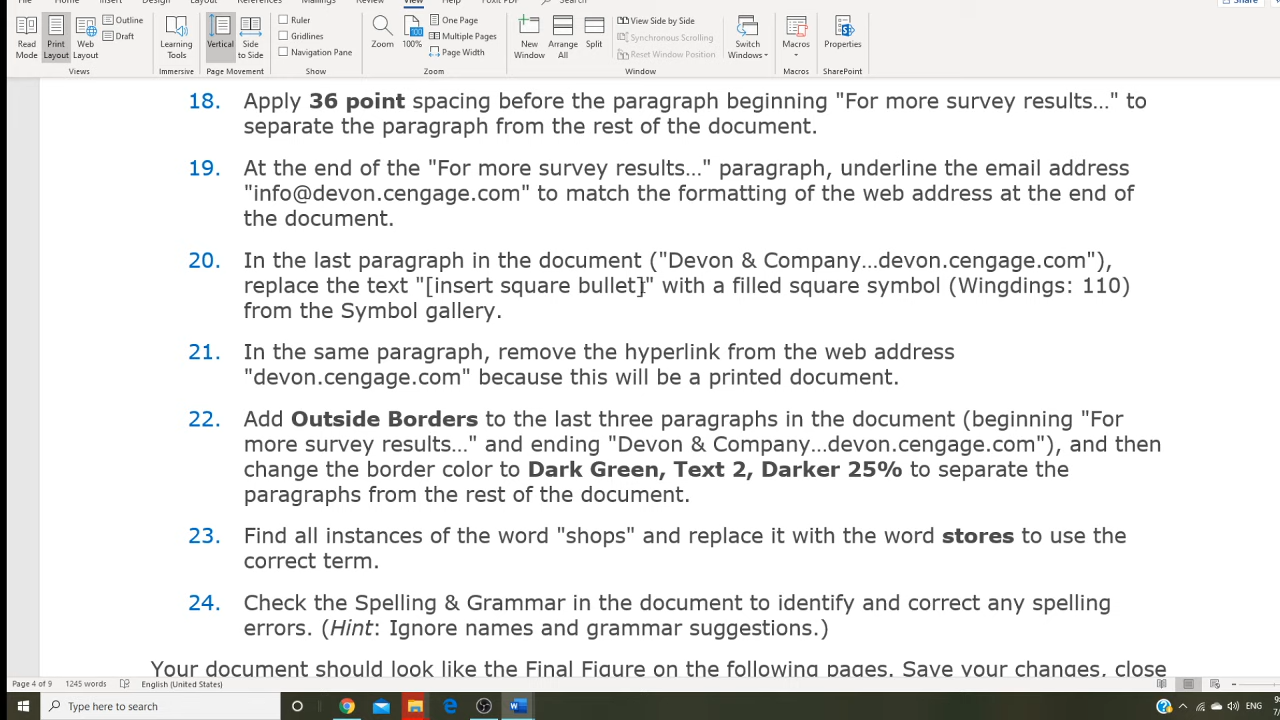 Outline
Draft
Read Mode
Print Layout
Web Layout
Views
Learning Tools
Immersive
Vertical
Side to Side
Page Movement
Ruler
Gridlines
Navigation Pane
Show
Zoom
100%
One Page
Multiple Pages
Page Width
Zoom
New Window
Arrange All
Split
View Side by Side
Synchronous Scrolling
Reset Window Position
Window
Switch Windows
Macros
Macros
Properties
SharePoint
18. Apply 36 point spacing before the paragraph beginning "For more survey results…" to
separate the paragraph from the rest of the document.
19. At the end of the "For more survey results…" paragraph, underline the email address
"info@devon.cengage.com" to match the formatting of the web address at the end of
the document.
20. In the last paragraph in the document ("Devon & Company…devon.cengage.com"),
replace the text "[insert square bullet]" with a filled square symbol (Wingdings: 110)
from the Symbol gallery.
21. In the same paragraph, remove the hyperlink from the web address
"devon.cengage.com" because this will be a printed document.
22. Add Outside Borders to the last three paragraphs in the document (beginning "For
more survey results…" and ending "Devon & Company…devon.cengage.com"), and then
change the border color to Dark Green, Text 2, Darker 25% to separate the
paragraphs from the rest of the document.
23. Find all instances of the word "shops" and replace it with the word stores to use the
correct term.
24. Check the Spelling & Grammar in the document to identify and correct any spelling
errors. (Hint: Ignore names and grammar suggestions.)
Your document should look like the Final Figure on the following pages. Save your changes, close
Page 4 of 9 1245 words English (United States)
Type here to search
ENG